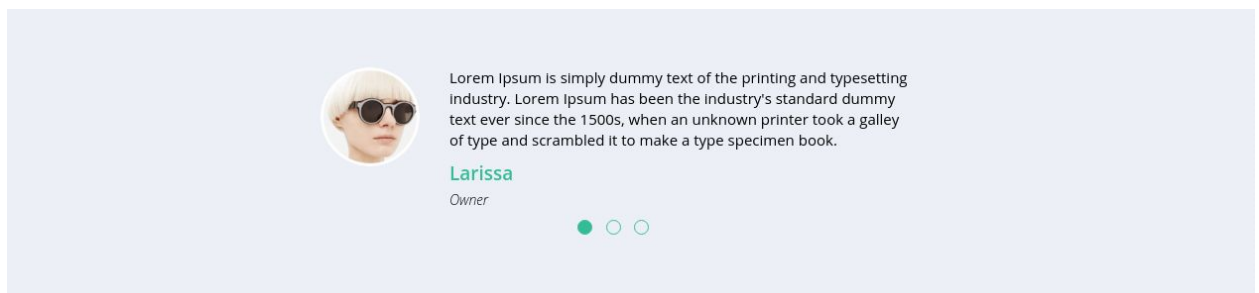 Lorem Ipsum is simply dummy text of the printing and typesetting
industry. Lorem Ipsum has been the industry's standard dummy
text ever since the 1500s, when an unknown printer took a galley
of type and scrambled it to make a type specimen book.
Larissa
Owner